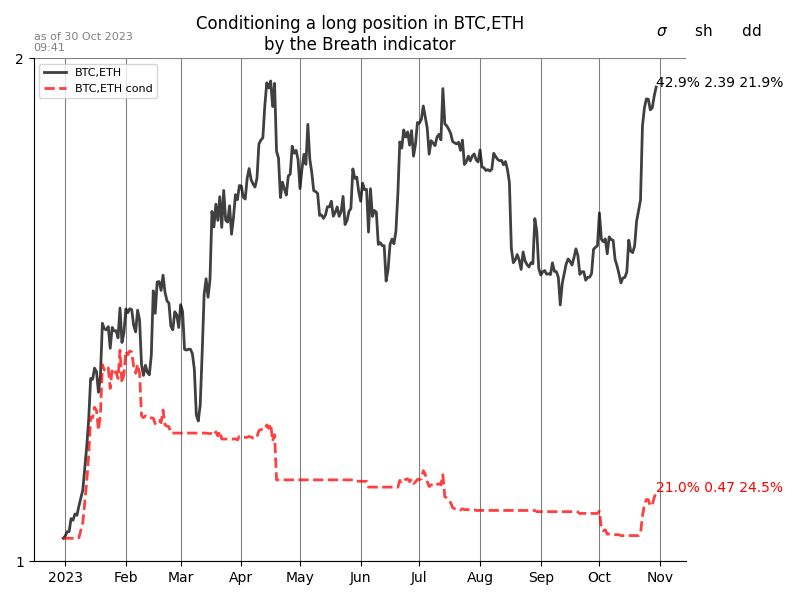 Conditioning a long position in BTC,ETH
by the Breath indicator
σ sh dd
as of 30 Oct 2023
09:41
2
BTC,ETH
BTC,ETH cond
42.9% 2.39 21.9%
21.0% 0.47 24.5%
1
2023 Feb Mar Apr May Jun Jul Aug Sep Oct Nov